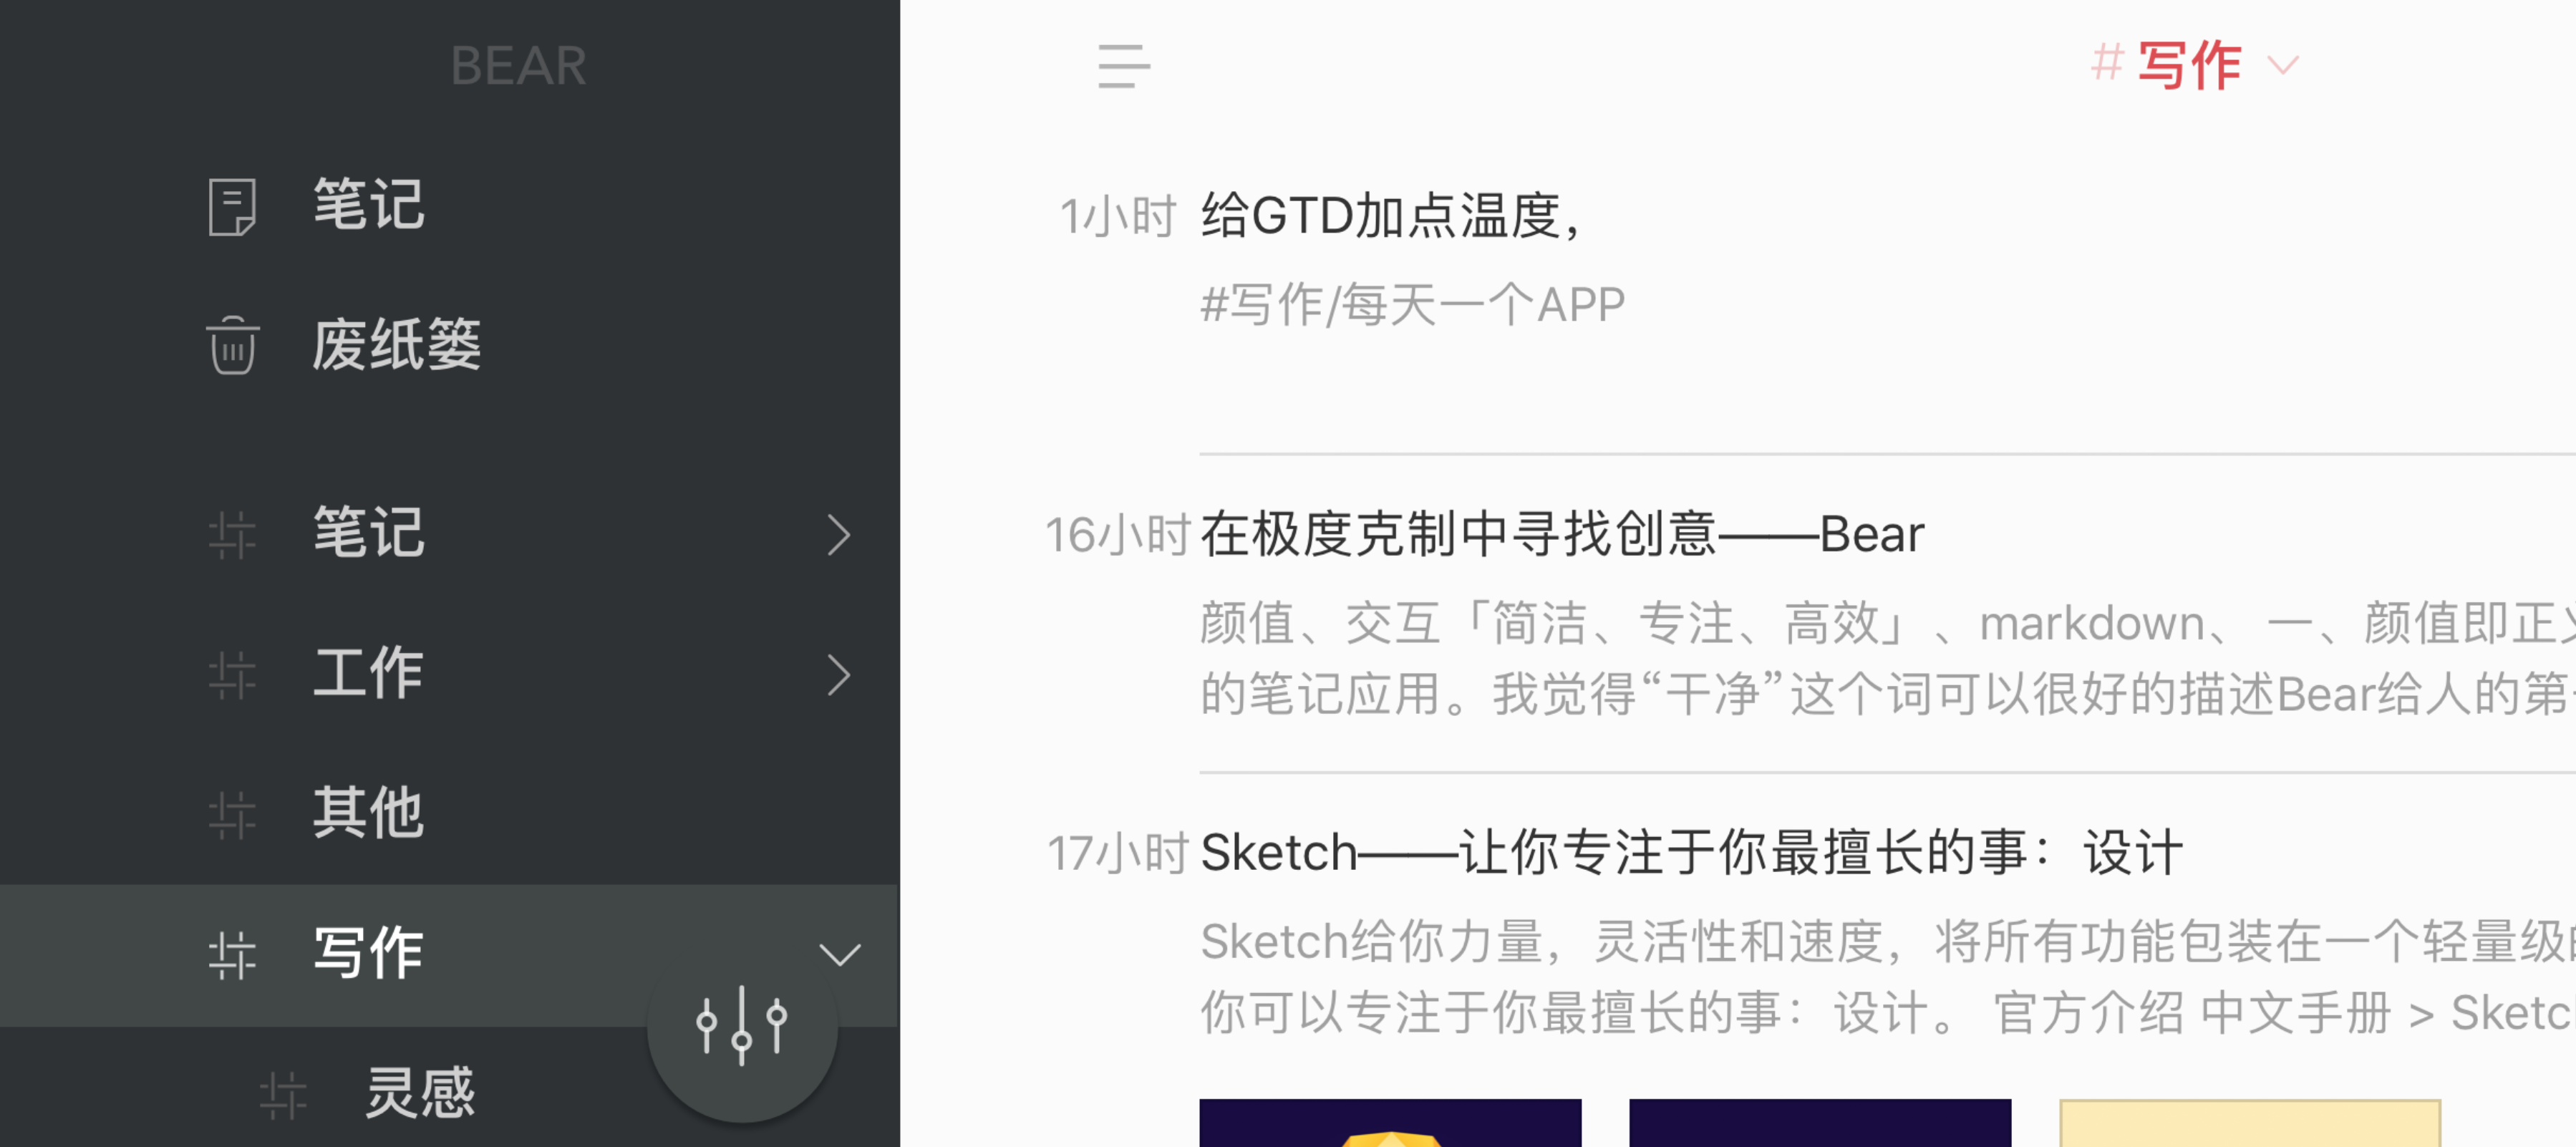 BEAR
笔记
废纸篓
# 笔记
# 工作
# 其他
# 写作
# 灵感
# 写作
1小时 给GTD加点温度，
#写作/每天一个APP
16小时 在极度克制中寻找创意——Bear
颜值、交互「简洁、专注、高效」、markdown、 一、颜值即正
的笔记应用。我觉得“干净”这个词可以很好的描述Bear给人的第
17小时 Sketch——让你专注于你最擅长的事：设计
Sketch给你力量，灵活性和速度，将所有功能包装在一个轻量级
你可以专注于你最擅长的事：设计。 官方介绍 中文手册 > Sketc